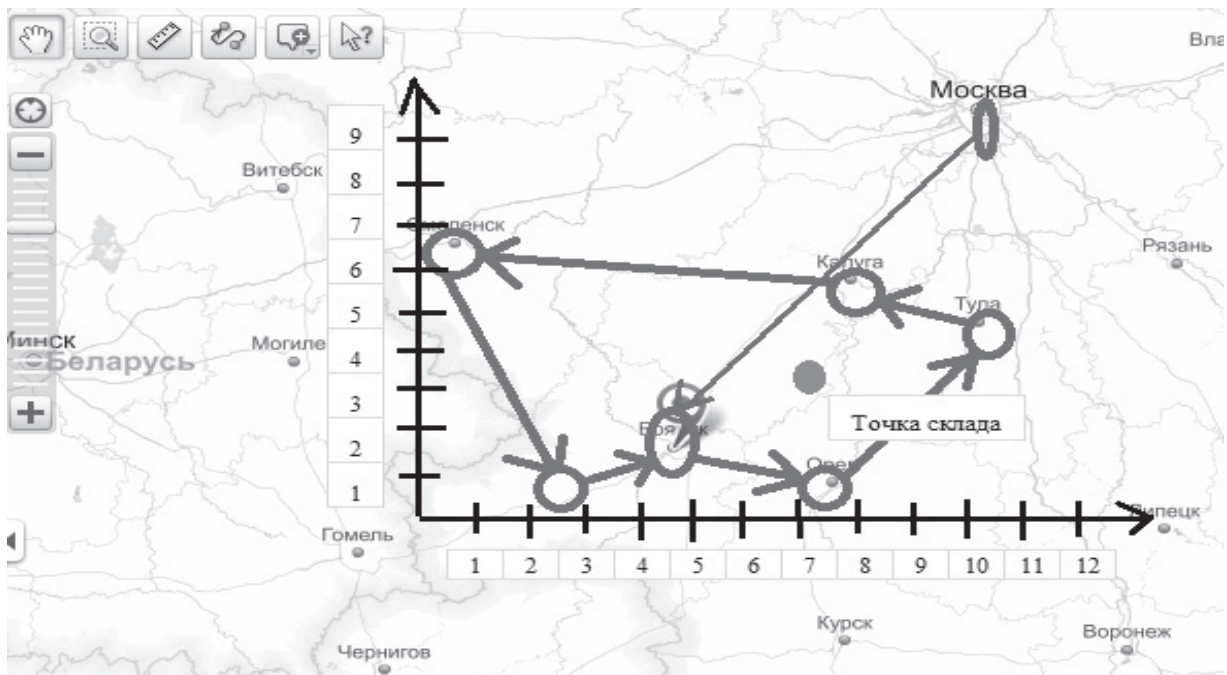 ?
Москва
Вла
9
Витебск
8
7
Смоленск
Рязань
Калуга
6
Тула
5
Минск
Могиле
Беларусь
4
3
Точка склада
Брянск
2
Орел
1
Липецк
Гомель
1 2 3 4 5 6 7 8 9 10 11 12
Курск
Воронеж
Чернигов